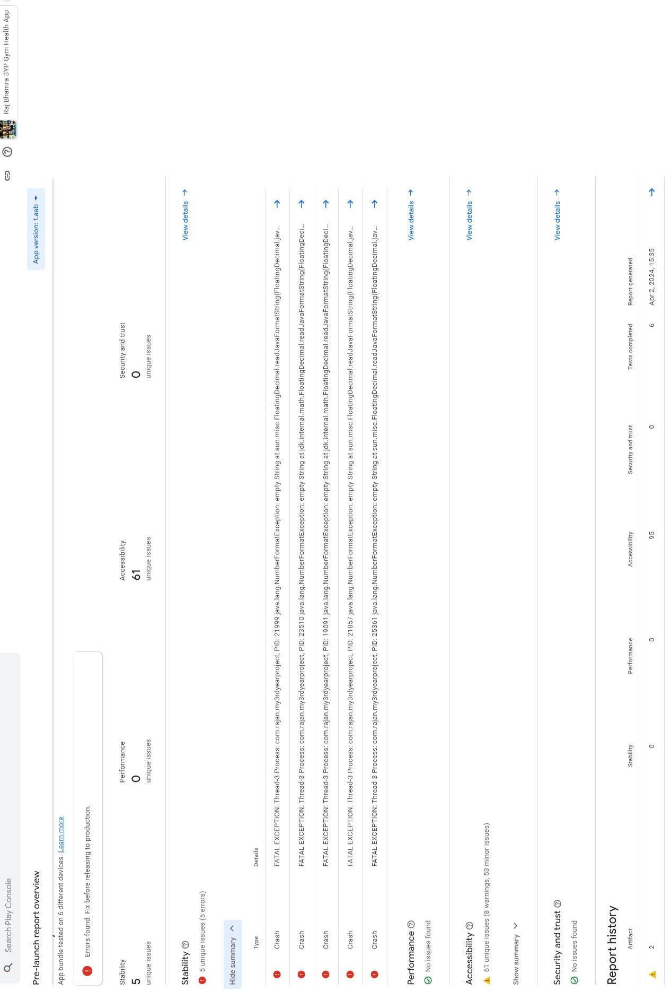 Search Play Console
Raj Bhamra 3YP Gym Health App
Pre-launch report overview
App version: 1.aab
App bundle tested on 6 different devices. Learn more
Errors found. Fix before releasing to production.
Stability
5
unique issues
Performance
0
unique issues
Accessibility
61
unique issues
Security and trust
0
unique issues
Stability
View details
5 unique issues (5 errors)
Hide summary
Type Details
Crash FATAL EXCEPTION: Thread-3 Process: com.rajan.my3rdyearproject, PID: 21999 java.lang.NumberFormatException: empty String at sun.misc.FloatingDecimal.readJavaFormatString(FloatingDecimal.jav...
Crash FATAL EXCEPTION: Thread-3 Process: com.rajan.my3rdyearproject, PID: 23510 java.lang.NumberFormatException: empty String at jdk.internal.math.FloatingDecimal.readJavaFormatString(FloatingDeci...
Crash FATAL EXCEPTION: Thread-3 Process: com.rajan.my3rdyearproject, PID: 19091 java.lang.NumberFormatException: empty String at jdk.internal.math.FloatingDecimal.readJavaFormatString(FloatingDeci...
Crash FATAL EXCEPTION: Thread-3 Process: com.rajan.my3rdyearproject, PID: 21857 java.lang.NumberFormatException: empty String at sun.misc.FloatingDecimal.readJavaFormatString(FloatingDecimal.jav...
Crash FATAL EXCEPTION: Thread-3 Process: com.rajan.my3rdyearproject, PID: 25361 java.lang.NumberFormatException: empty String at sun.misc.FloatingDecimal.readJavaFormatString(FloatingDecimal.jav...
Performance
View details
No issues found
Accessibility
View details
61 unique issues (8 warnings, 53 minor issues)
Show summary
Security and trust
View details
No issues found
Report history
Artifact Stability Performance Accessibility Security and trust Tests completed Report generated
2 0 0 95 0 6 Apr 2, 2024, 15:35